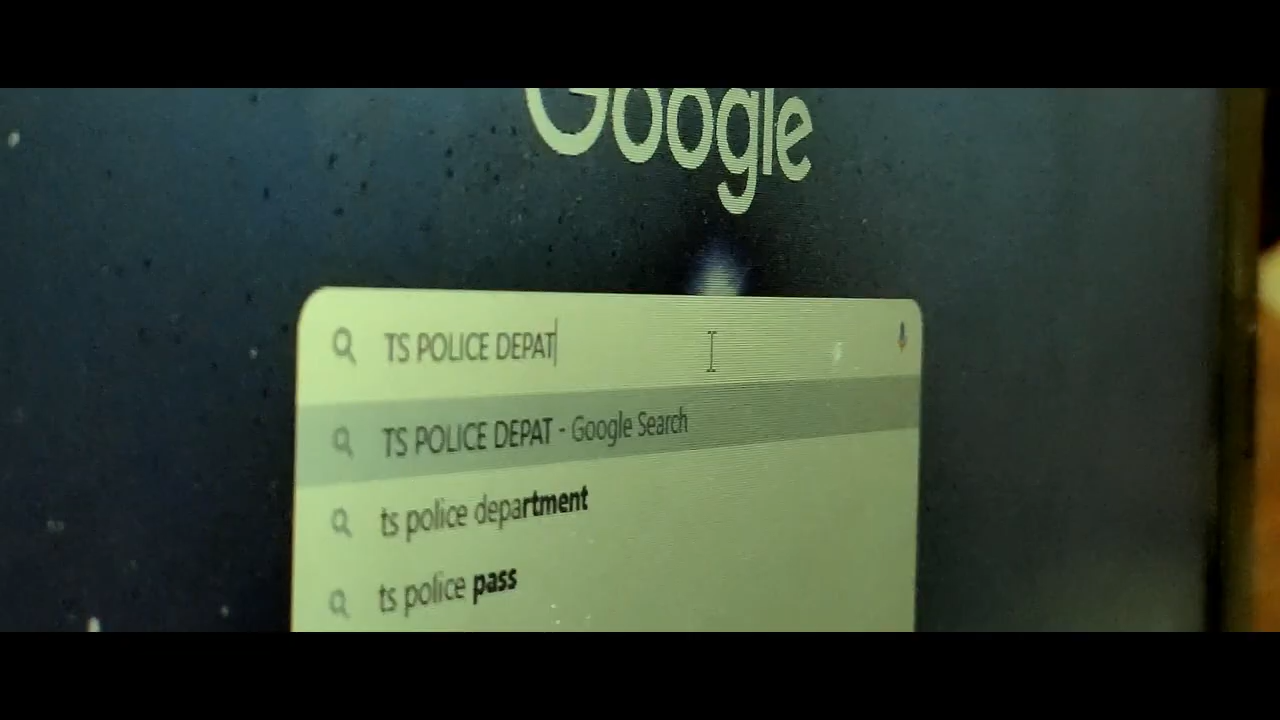 Google
TS POLICE DEPAT
TS POLICE DEPAT - Google Search
ts police department
ts police pass